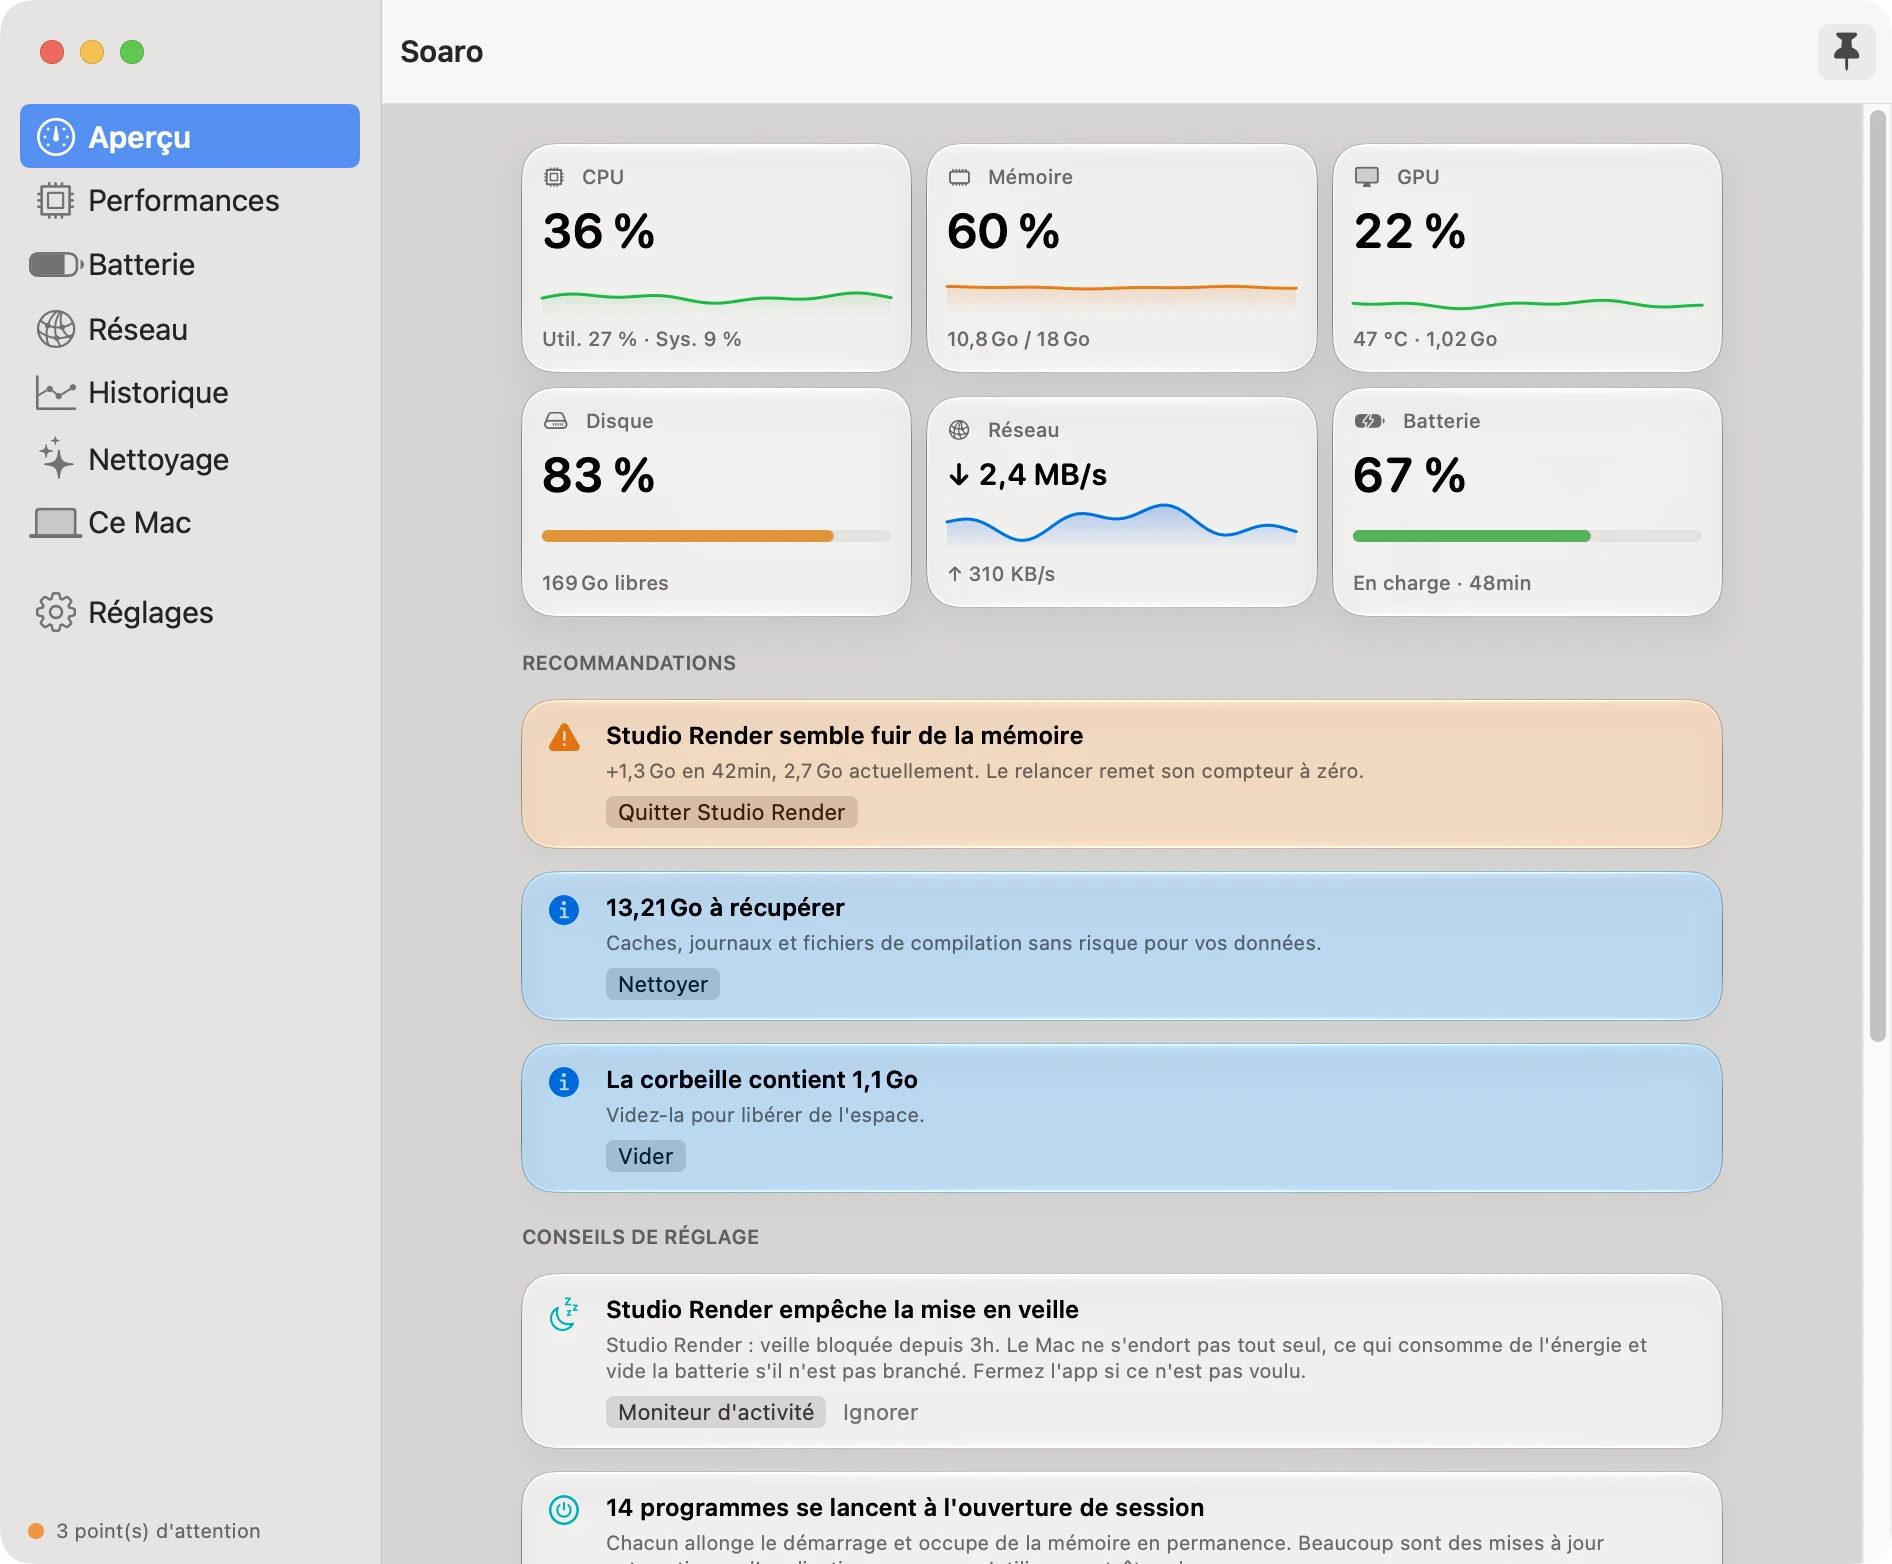 Soaro
Aperçu
Performances
Batterie
Réseau
Historique
Nettoyage
Ce Mac
Réglages
3 point(s) d'attention
CPU
36 %
Util. 27 % · Sys. 9 %
Mémoire
60 %
10,8 Go / 18 Go
GPU
22 %
47 °C · 1,02 Go
Disque
83 %
169 Go libres
Réseau
↓ 2,4 MB/s
↑ 310 KB/s
Batterie
67 %
En charge · 48min
RECOMMANDATIONS
Studio Render semble fuir de la mémoire
+1,3 Go en 42min, 2,7 Go actuellement. Le relancer remet son compteur à zéro.
Quitter Studio Render
13,21 Go à récupérer
Caches, journaux et fichiers de compilation sans risque pour vos données.
Nettoyer
La corbeille contient 1,1 Go
Videz-la pour libérer de l'espace.
Vider
CONSEILS DE RÉGLAGE
Studio Render empêche la mise en veille
Studio Render : veille bloquée depuis 3h. Le Mac ne s'endort pas tout seul, ce qui consomme de l'énergie et
vide la batterie s'il n'est pas branché. Fermez l'app si ce n'est pas voulu.
Moniteur d'activité Ignorer
14 programmes se lancent à l'ouverture de session
Chacun allonge le démarrage et occupe de la mémoire en permanence. Beaucoup sont des mises à jour